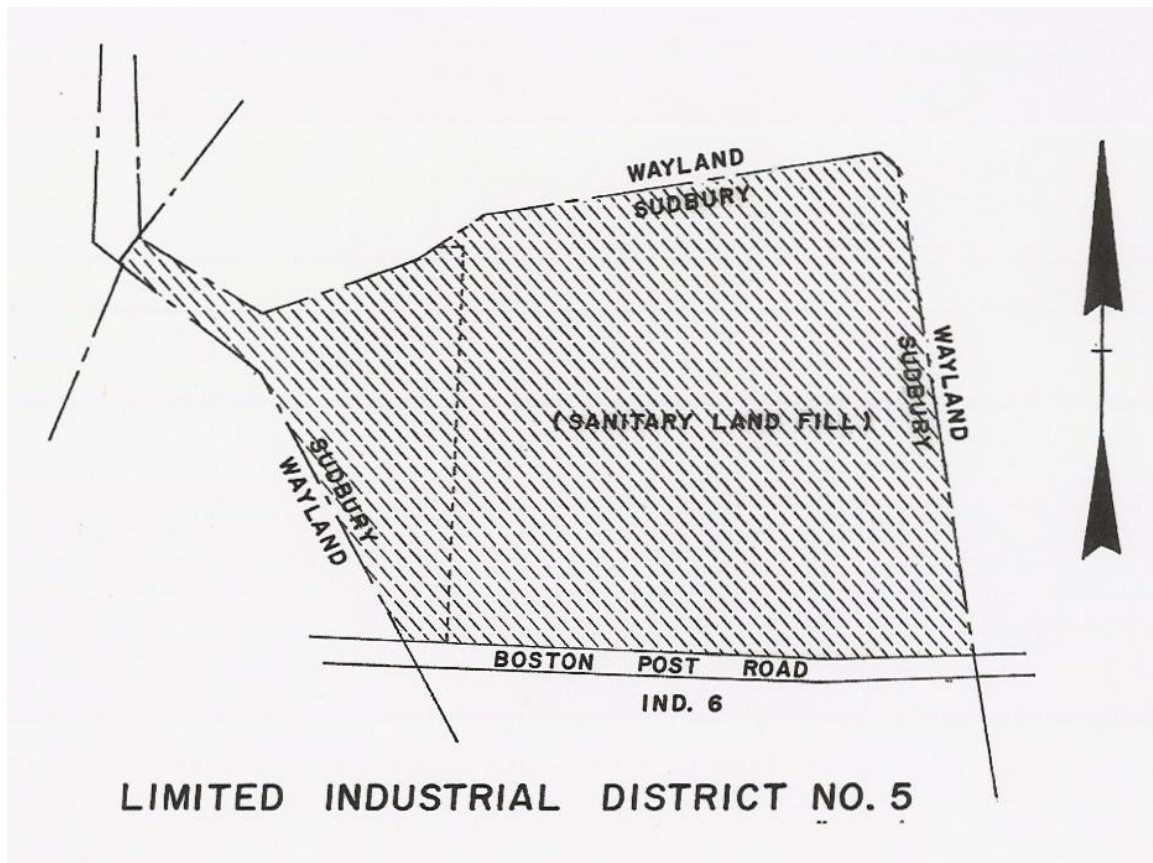 WAYLAND
SUDBURY
WAYLAND
SUDBURY
(SANITARY LAND FILL)
SUDBURY
WAYLAND
BOSTON POST ROAD
IND. 6
LIMITED INDUSTRIAL DISTRICT NO. 5